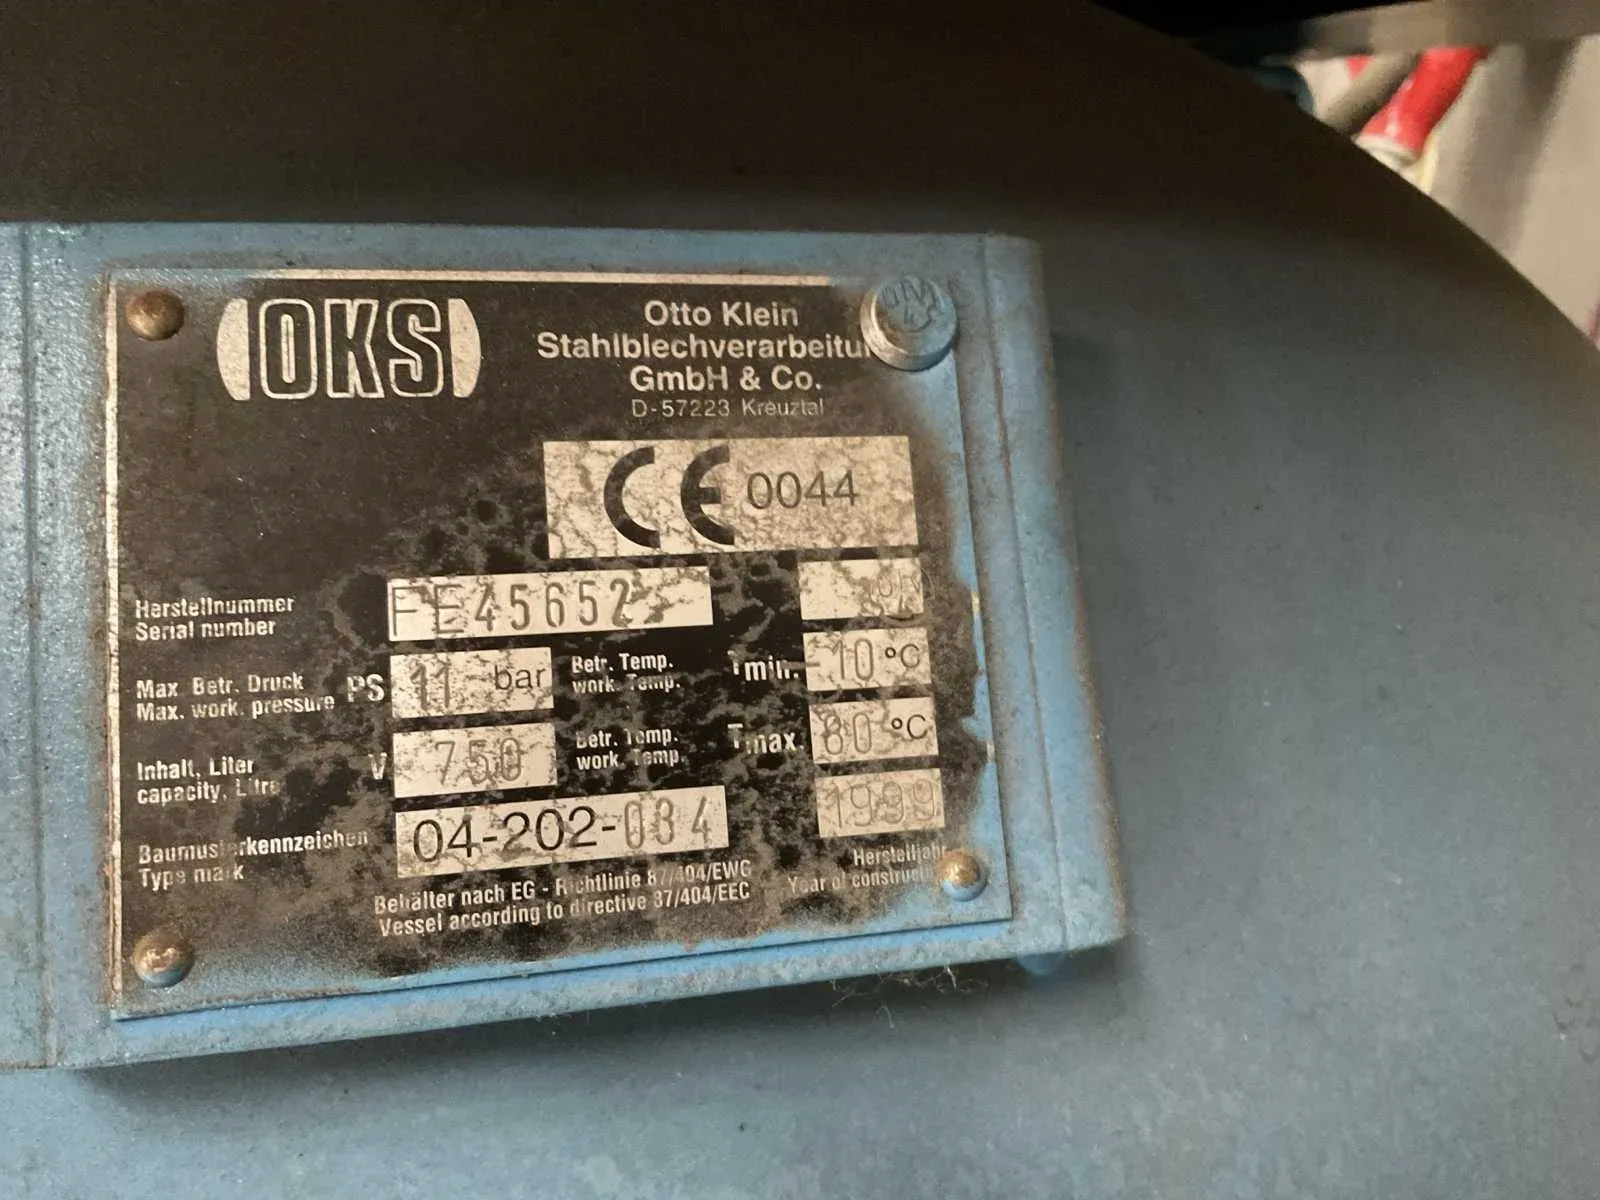 OKS
Otto Klein
Stahlblechverarbeitu
GmbH & Co.
D-57223 Kreuztal
CE 0044
Herstellnummer
Serial number
FE45652
Max. Betr. Druck
Max. work. pressure
PS 11 bar
Betr. Temp.
work. Temp.
Tmin. -10 °C
Inhalt, Liter
capacity, Litre
V 750
Betr. Temp.
work. Temp.
Tmax. 80 °C
Baumusterkennzeichen
Type mark
04-202-034
1999
Herstelljahr
Year of construction
Behälter nach EG - Richtlinie 87/404/EWG
Vessel according to directive 87/404/EEC